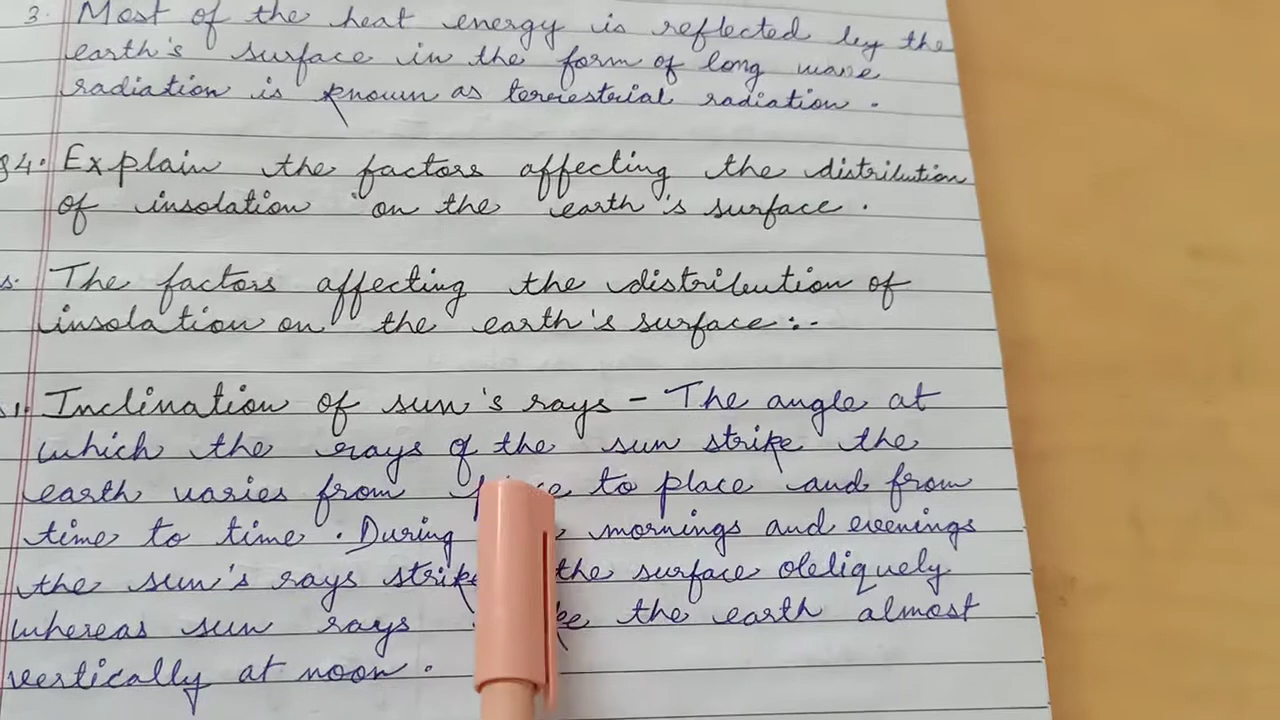 3. Most of the heat energy is reflected by the
earth's surface in the form of long wave
radiation is known as terrestrial radiation.
94. Explain the factors affecting the distribution
of insolation on the earth's surface.
s. The factors affecting the distribution of
insolation on the earth's surface:-
1. Inclination of sun's rays - The angle at
which the rays of the sun strike the
earth varies from to place and from
time to time. During mornings and evenings
the sun's rays strike the surface obliquely
whereas sun rays the earth almost
vertically at noon.